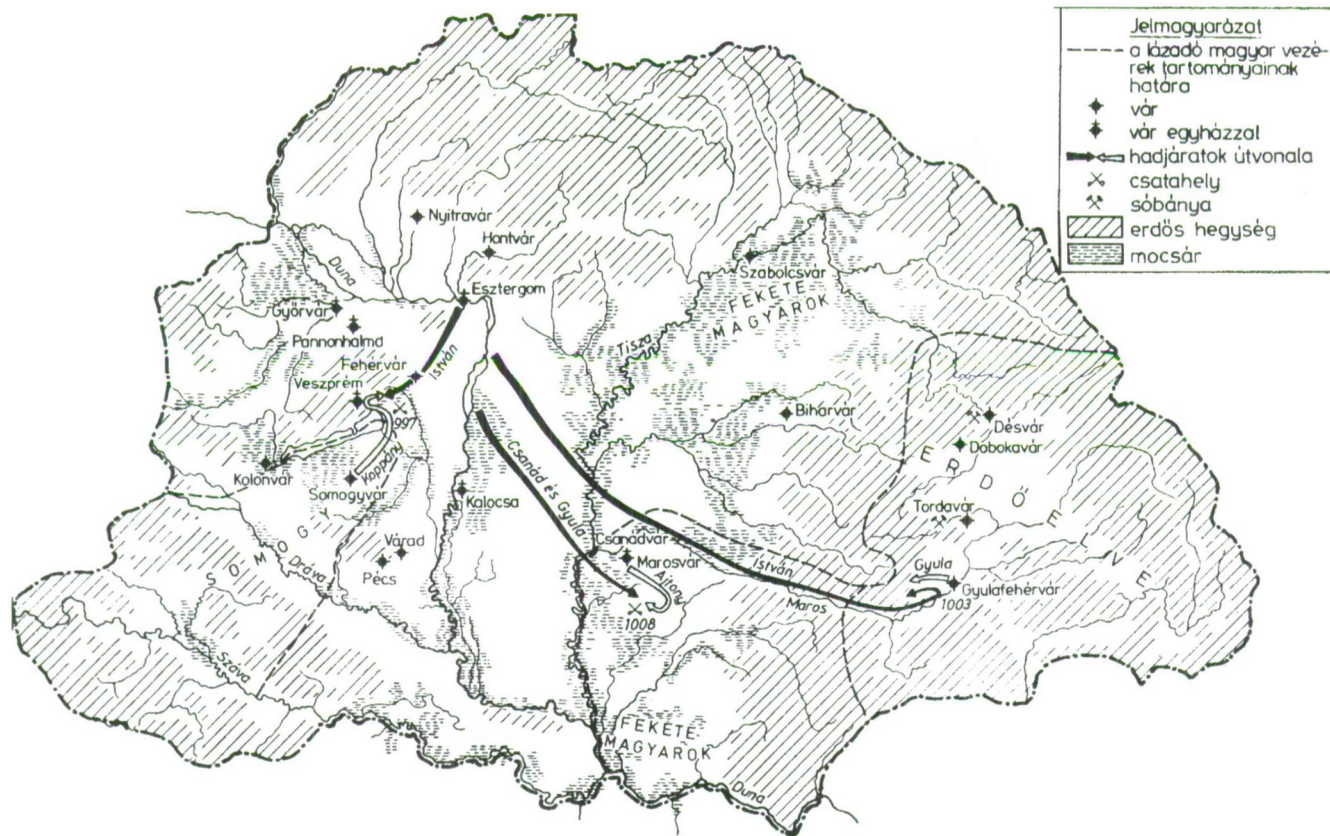 Jelmagyarázat
a lázadó magyar vezé-
rek tartományainak
határa
vár
vár egyházzal
hadjáratok útvonala
csatahely
sóbánya
erdős hegység
mocsár
Nyitravár
Hontvár
Duna
Esztergom
Szabolcsvár
FEKETE
MAGYAROK
Győrvár
Pannonhalma
Tisza
Fehérvár
István
Veszprém
997
Biharvár
Désvár
Dobokavár
Koppány
Kolonvár
Somogyvár
Kalocsa
Csanád és Gyula
ERDŐELVE
Tordavár
SOMOGY
Várad
Pécs
Dráva
Csanádvár
Marosvár
Ajtony
István
Gyula
Gyulafehérvár
Maros
1003
1008
Száva
FEKETE
MAGYAROK
Duna